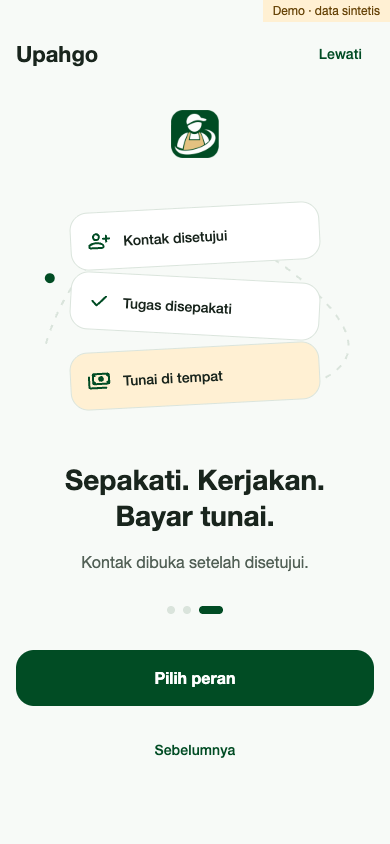 Demo · data sintetis
Upahgo
Lewati
Kontak disetujui
Tugas disepakati
Tunai di tempat
Sepakati. Kerjakan.
Bayar tunai.
Kontak dibuka setelah disetujui.
Pilih peran
Sebelumnya